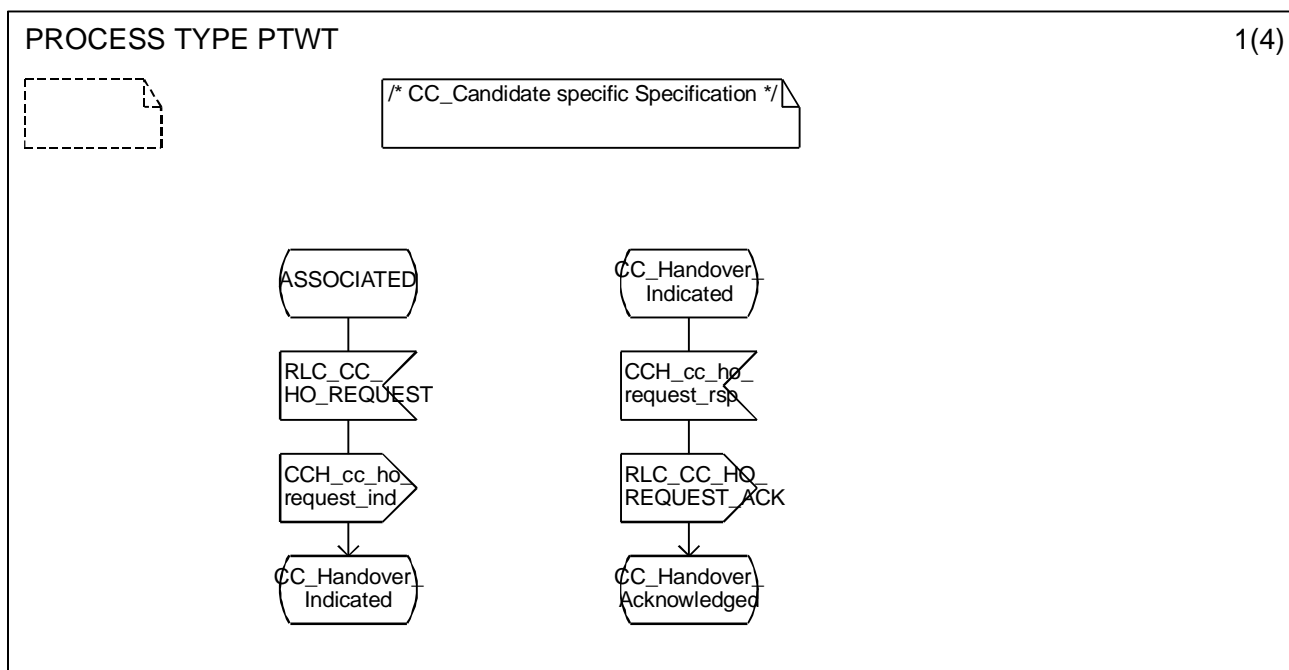 PROCESS TYPE PTWT
1(4)
/* CC_Candidate specific Specification */
ASSOCIATED
RLC_CC_
HO_REQUEST
CCH_cc_ho_
request_ind
CC_Handover_
Indicated
CC_Handover_
Indicated
CCH_cc_ho_
request_rsp
RLC_CC_HO_
REQUEST_ACK
CC_Handover_
Acknowledged